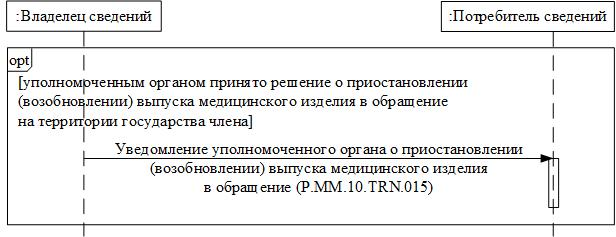 :Владелец сведений
:Потребитель сведений
opt
[уполномоченным органом принято решение о приостановлении
(возобновлении) выпуска медицинского изделия в обращение
на территории государства члена]
Уведомление уполномоченного органа о приостановлении
(возобновлении) выпуска медицинского изделия
в обращение (P.MM.10.TRN.015)